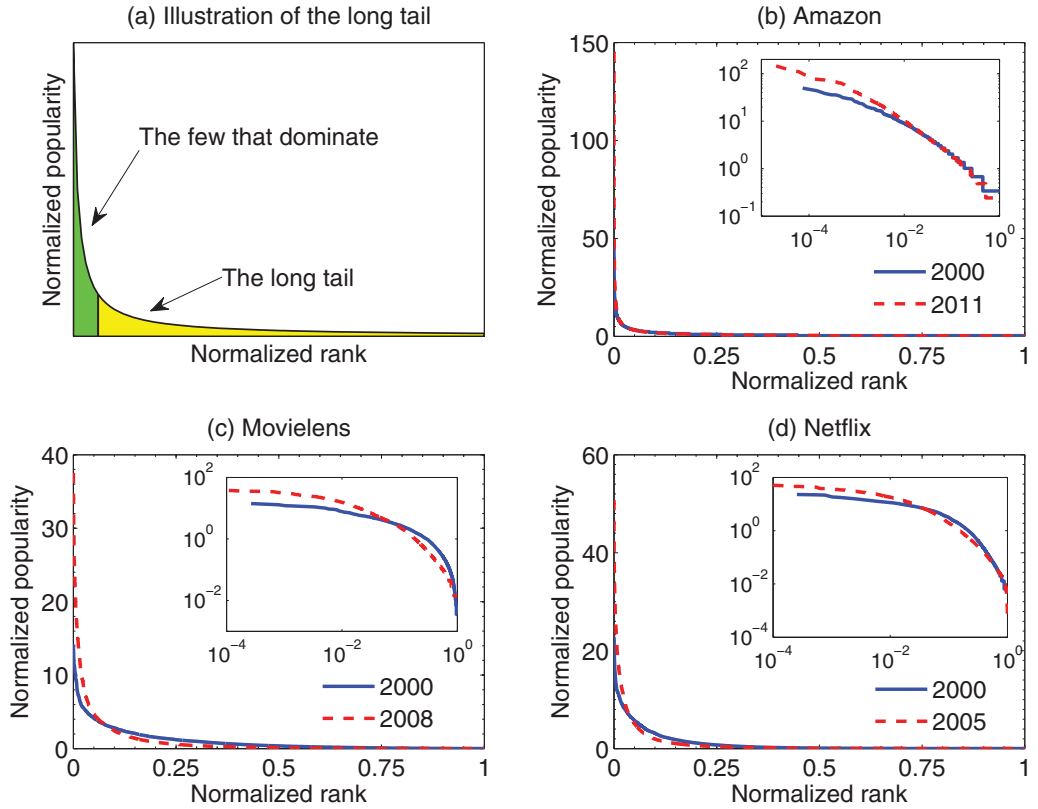 (a) Illustration of the long tail
Normalized popularity
The few that dominate
The long tail
Normalized rank
(b) Amazon
Normalized popularity
150
100
50
0
0 0.25 0.5 0.75 1
Normalized rank
10^2
10^1
10^0
10^-1
10^-4 10^-2 10^0
2000
2011
(c) Movielens
Normalized popularity
40
30
20
10
0
0 0.25 0.5 0.75 1
Normalized rank
10^2
10^0
10^-2
10^-4 10^-2 10^0
2000
2008
(d) Netflix
Normalized popularity
60
40
20
0
0 0.25 0.5 0.75 1
Normalized rank
10^2
10^0
10^-2
10^-4
10^-4 10^-2 10^0
2000
2005